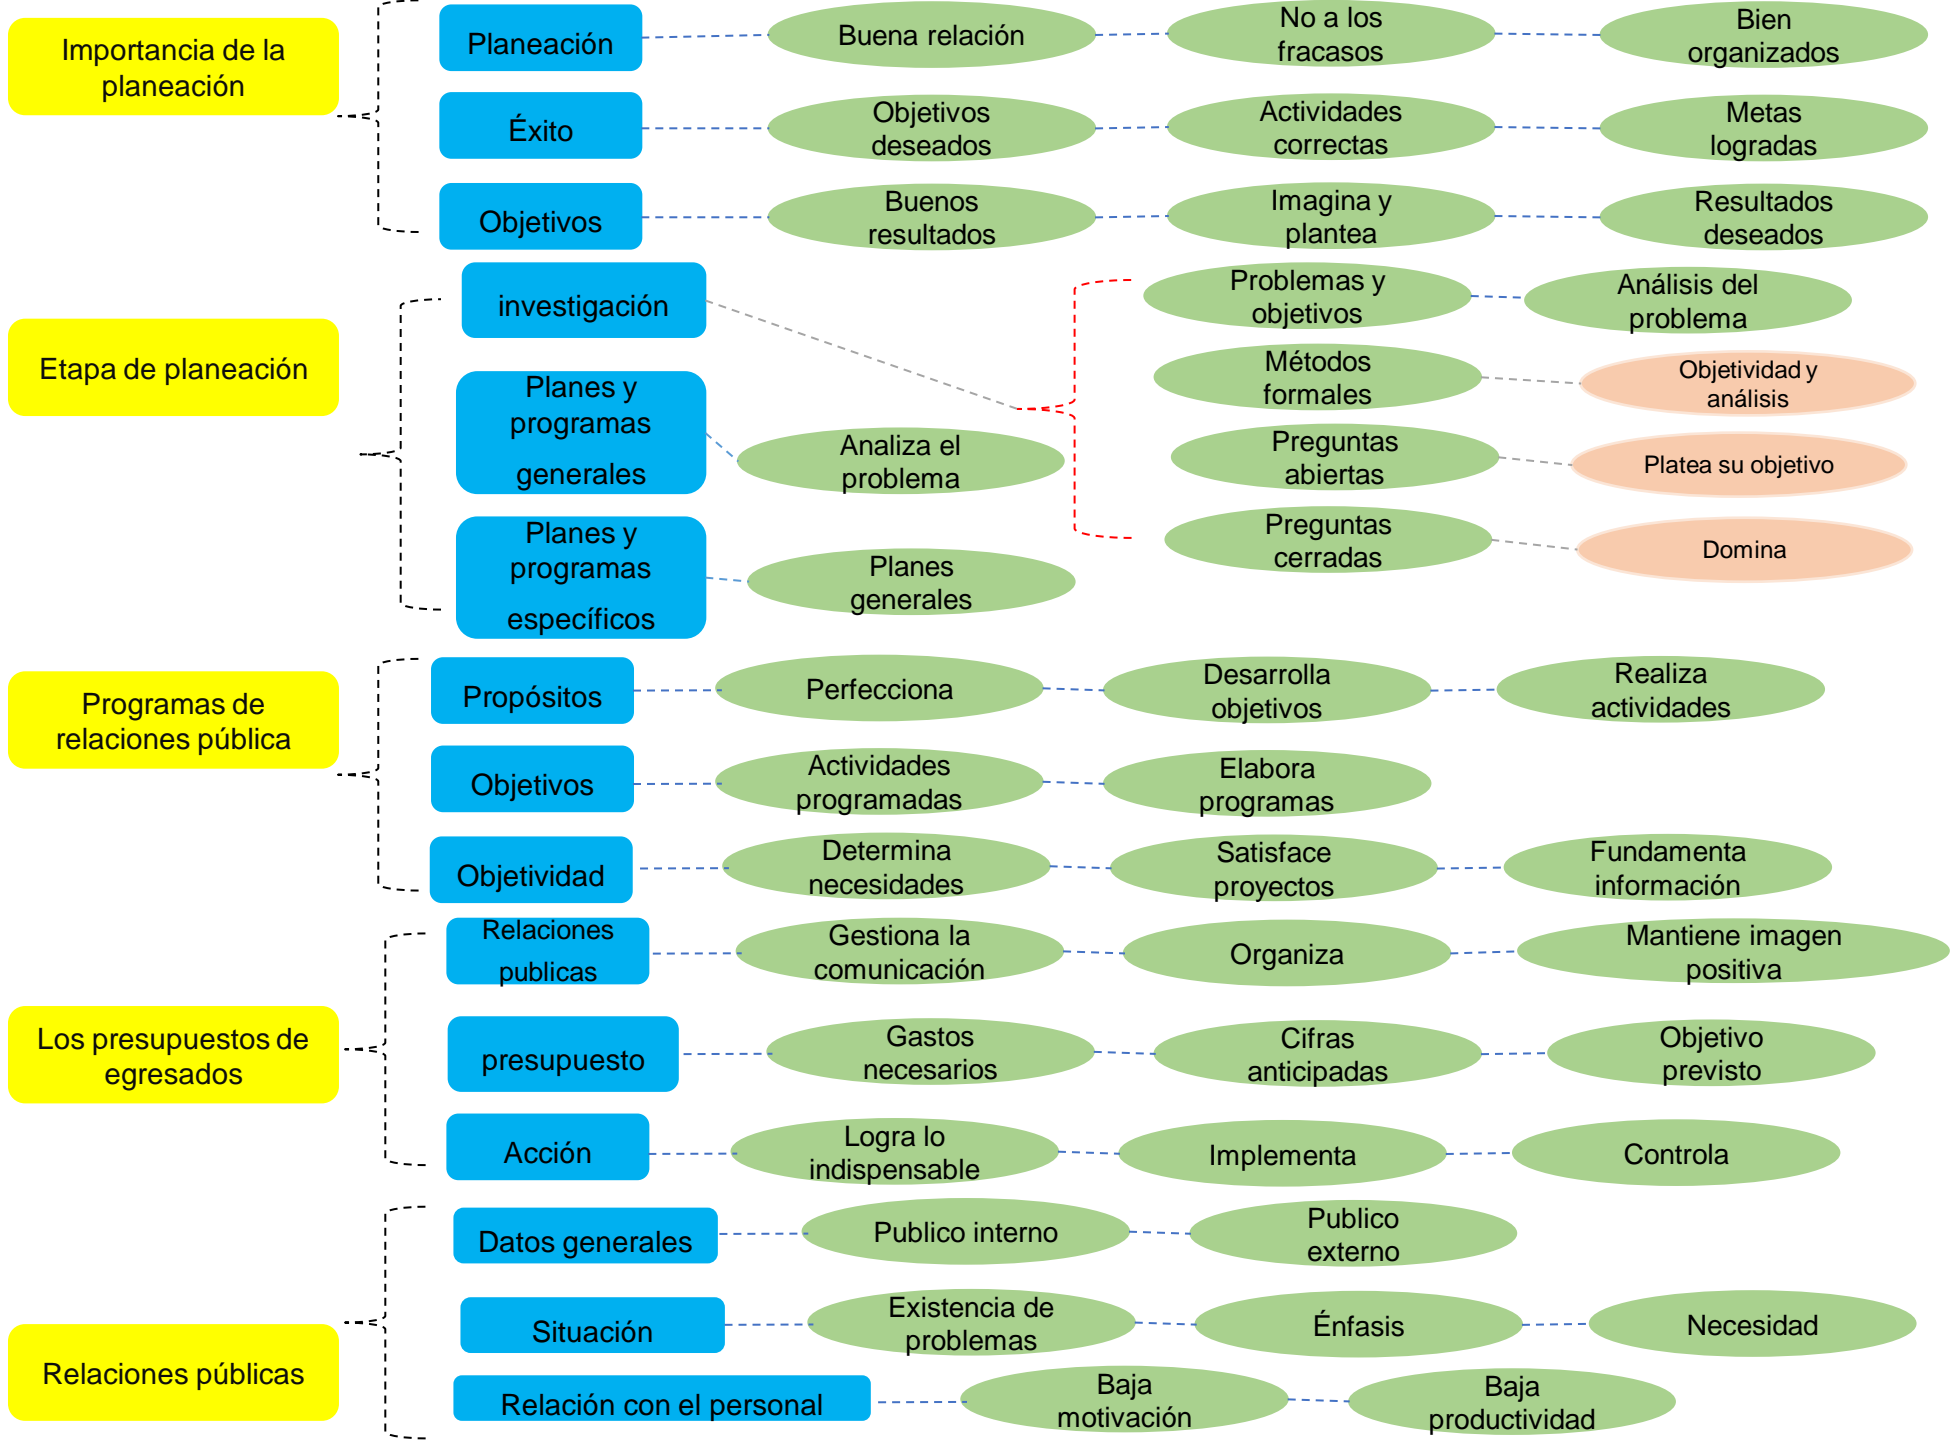 Importancia de la
planeación
Planeación
Buena relación
No a los
fracasos
Bien
organizados
Éxito
Objetivos
deseados
Actividades
correctas
Metas
logradas
Objetivos
Buenos
resultados
Imagina y
plantea
Resultados
deseados
Etapa de planeación
investigación
Problemas y
objetivos
Análisis del
problema
Métodos
formales
Objetividad y
análisis
Preguntas
abiertas
Platea su objetivo
Preguntas
cerradas
Domina
Planes y
programas
generales
Analiza el
problema
Planes y
programas
específicos
Planes
generales
Programas de
relaciones pública
Propósitos
Perfecciona
Desarrolla
objetivos
Realiza
actividades
Objetivos
Actividades
programadas
Elabora
programas
Objetividad
Determina
necesidades
Satisface
proyectos
Fundamenta
información
Los presupuestos de
egresados
Relaciones
publicas
Gestiona la
comunicación
Organiza
Mantiene imagen
positiva
presupuesto
Gastos
necesarios
Cifras
anticipadas
Objetivo
previsto
Acción
Logra lo
indispensable
Implementa
Controla
Relaciones públicas
Datos generales
Publico interno
Publico
externo
Situación
Existencia de
problemas
Énfasis
Necesidad
Relación con el personal
Baja
motivación
Baja
productividad